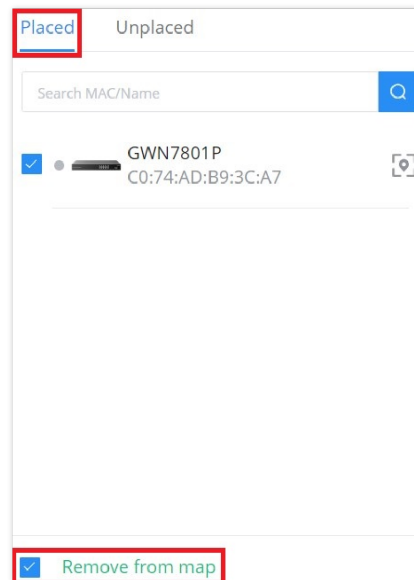 Placed Unplaced
Search MAC/Name
GWN7801P
C0:74:AD:B9:3C:A7
Remove from map